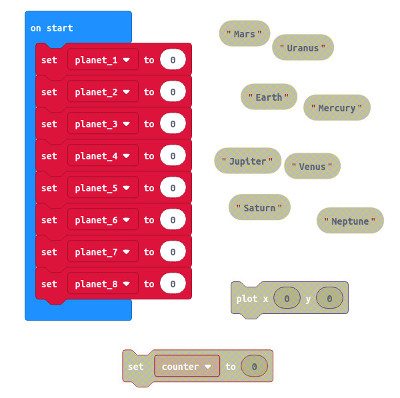 on start
set planet_1 to 0
set planet_2 to 0
set planet_3 to 0
set planet_4 to 0
set planet_5 to 0
set planet_6 to 0
set planet_7 to 0
set planet_8 to 0
"Mars"
"Uranus"
"Earth"
"Mercury"
"Jupiter"
"Venus"
"Saturn"
"Neptune"
plot x 0 y 0
set counter to 0